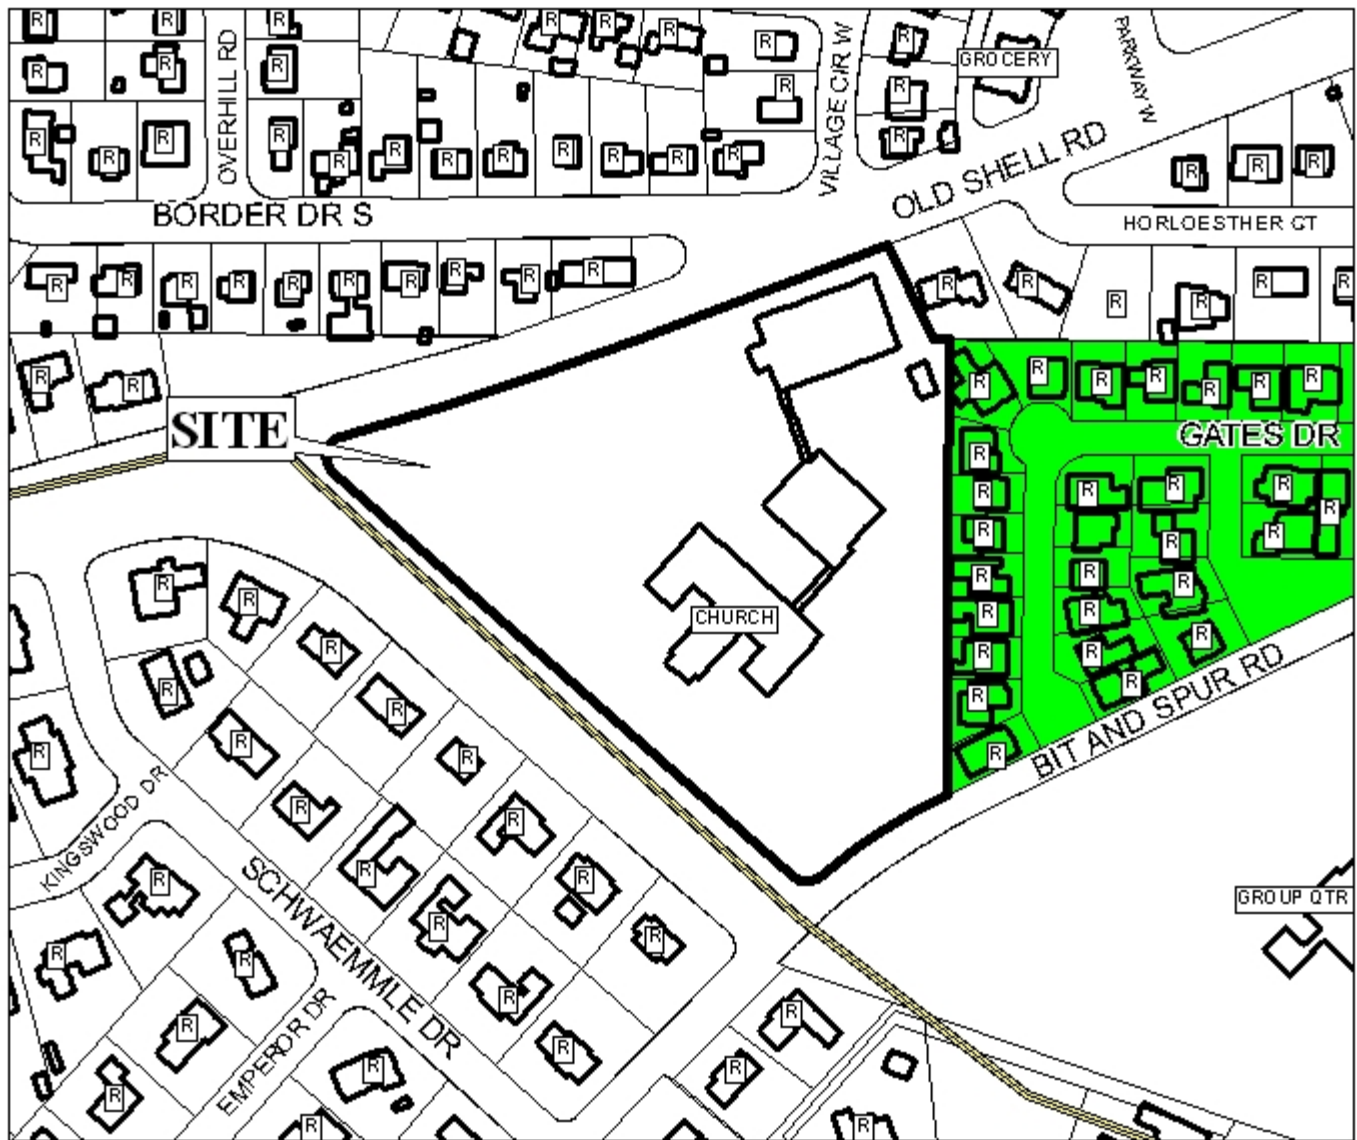 R R R R R R R
OVERHILL RD
VILLAGE CIR W
GROCERY
PARKWAY W
R R R R R
R R R R R R R R R R R R
R R R
OLD SHELL RD
BORDER DR S
HORLOESTHER CT
R R R R R R R R R R
R R R R R R
R R
SITE
R R R R R R R
GATES DR
R R R R R R
R R R R
R R R R
R R R
R R R
R R R
BIT AND SPUR RD
CHURCH
R R R R
R R R R
KINGSWOOD DR
R R R
SCHWAEMMLE DR
GROUP QTR
R R R R
R R R R
EMPEROR DR
R R R R R
R R R R